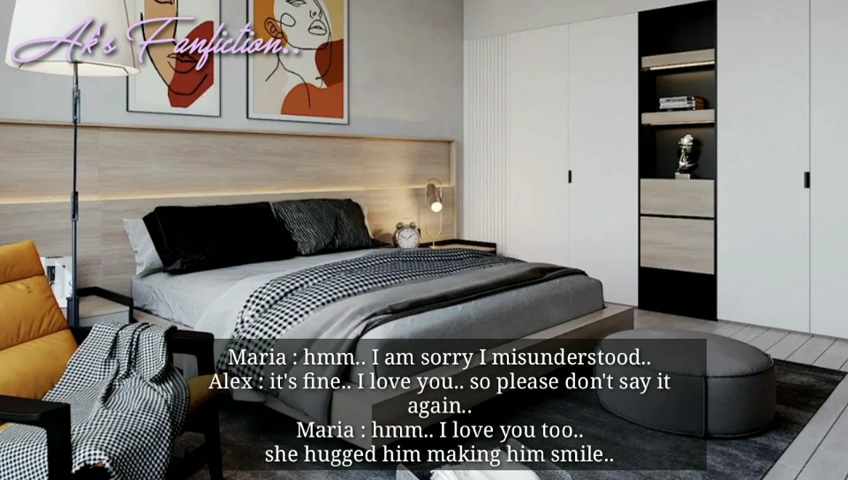 Ak's Fanfiction..
Maria : hmm.. I am sorry I misunderstood..
Alex : it's fine.. I love you.. so please don't say it
again..
Maria : hmm.. I love you too..
she hugged him making him smile..